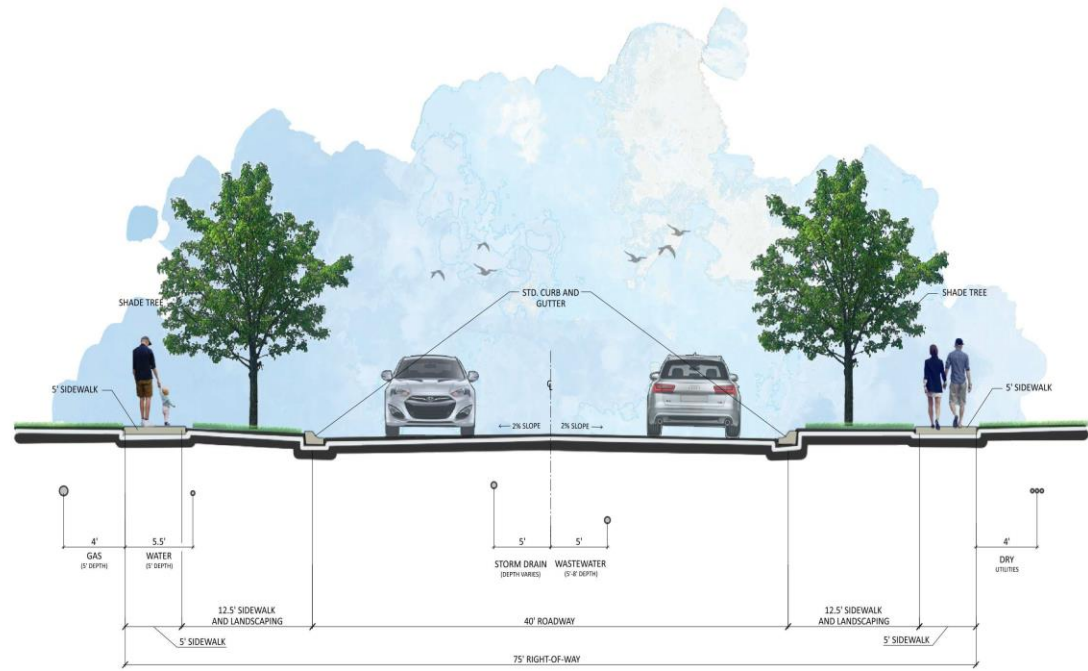 STD. CURB AND
GUTTER
SHADE TREE
SHADE TREE
5' SIDEWALK
5' SIDEWALK
2% SLOPE
2% SLOPE
4'
GAS
(5' DEPTH)
5.5'
WATER
(5' DEPTH)
5'
STORM DRAIN
(DEPTH VARIES)
5'
WASTEWATER
(5'-8' DEPTH)
4'
DRY
UTILITIES
12.5' SIDEWALK
AND LANDSCAPING
40' ROADWAY
12.5' SIDEWALK
AND LANDSCAPING
5' SIDEWALK
5' SIDEWALK
75' RIGHT-OF-WAY